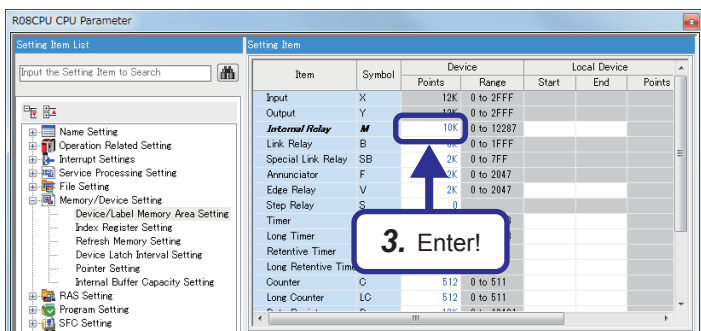 R08CPU CPU Parameter
Setting Item List
Setting Item
Input the Setting Item to Search
Name Setting
Operation Related Setting
Interrupt Settings
Service Processing Setting
File Setting
Memory/Device Setting
Device/Label Memory Area Setting
Index Register Setting
Refresh Memory Setting
Device Latch Interval Setting
Pointer Setting
Internal Buffer Capacity Setting
RAS Setting
Program Setting
SFC Setting
Item Symbol Device Local Device
Points Range Start End Points
Input X 12K 0 to 2FFF
Output Y 12K 0 to 2FFF
Internal Relay M 10K 0 to 12287
Link Relay B 0 to 1FFF
Special Link Relay SB 2K 0 to 7FF
Annunciator F 2K 0 to 2047
Edge Relay V 2K 0 to 2047
Step Relay S 0
Timer
Long Timer
Retentive Timer
Long Retentive Time
Counter C 512 0 to 511
Long Counter LC 512 0 to 511
3. Enter!